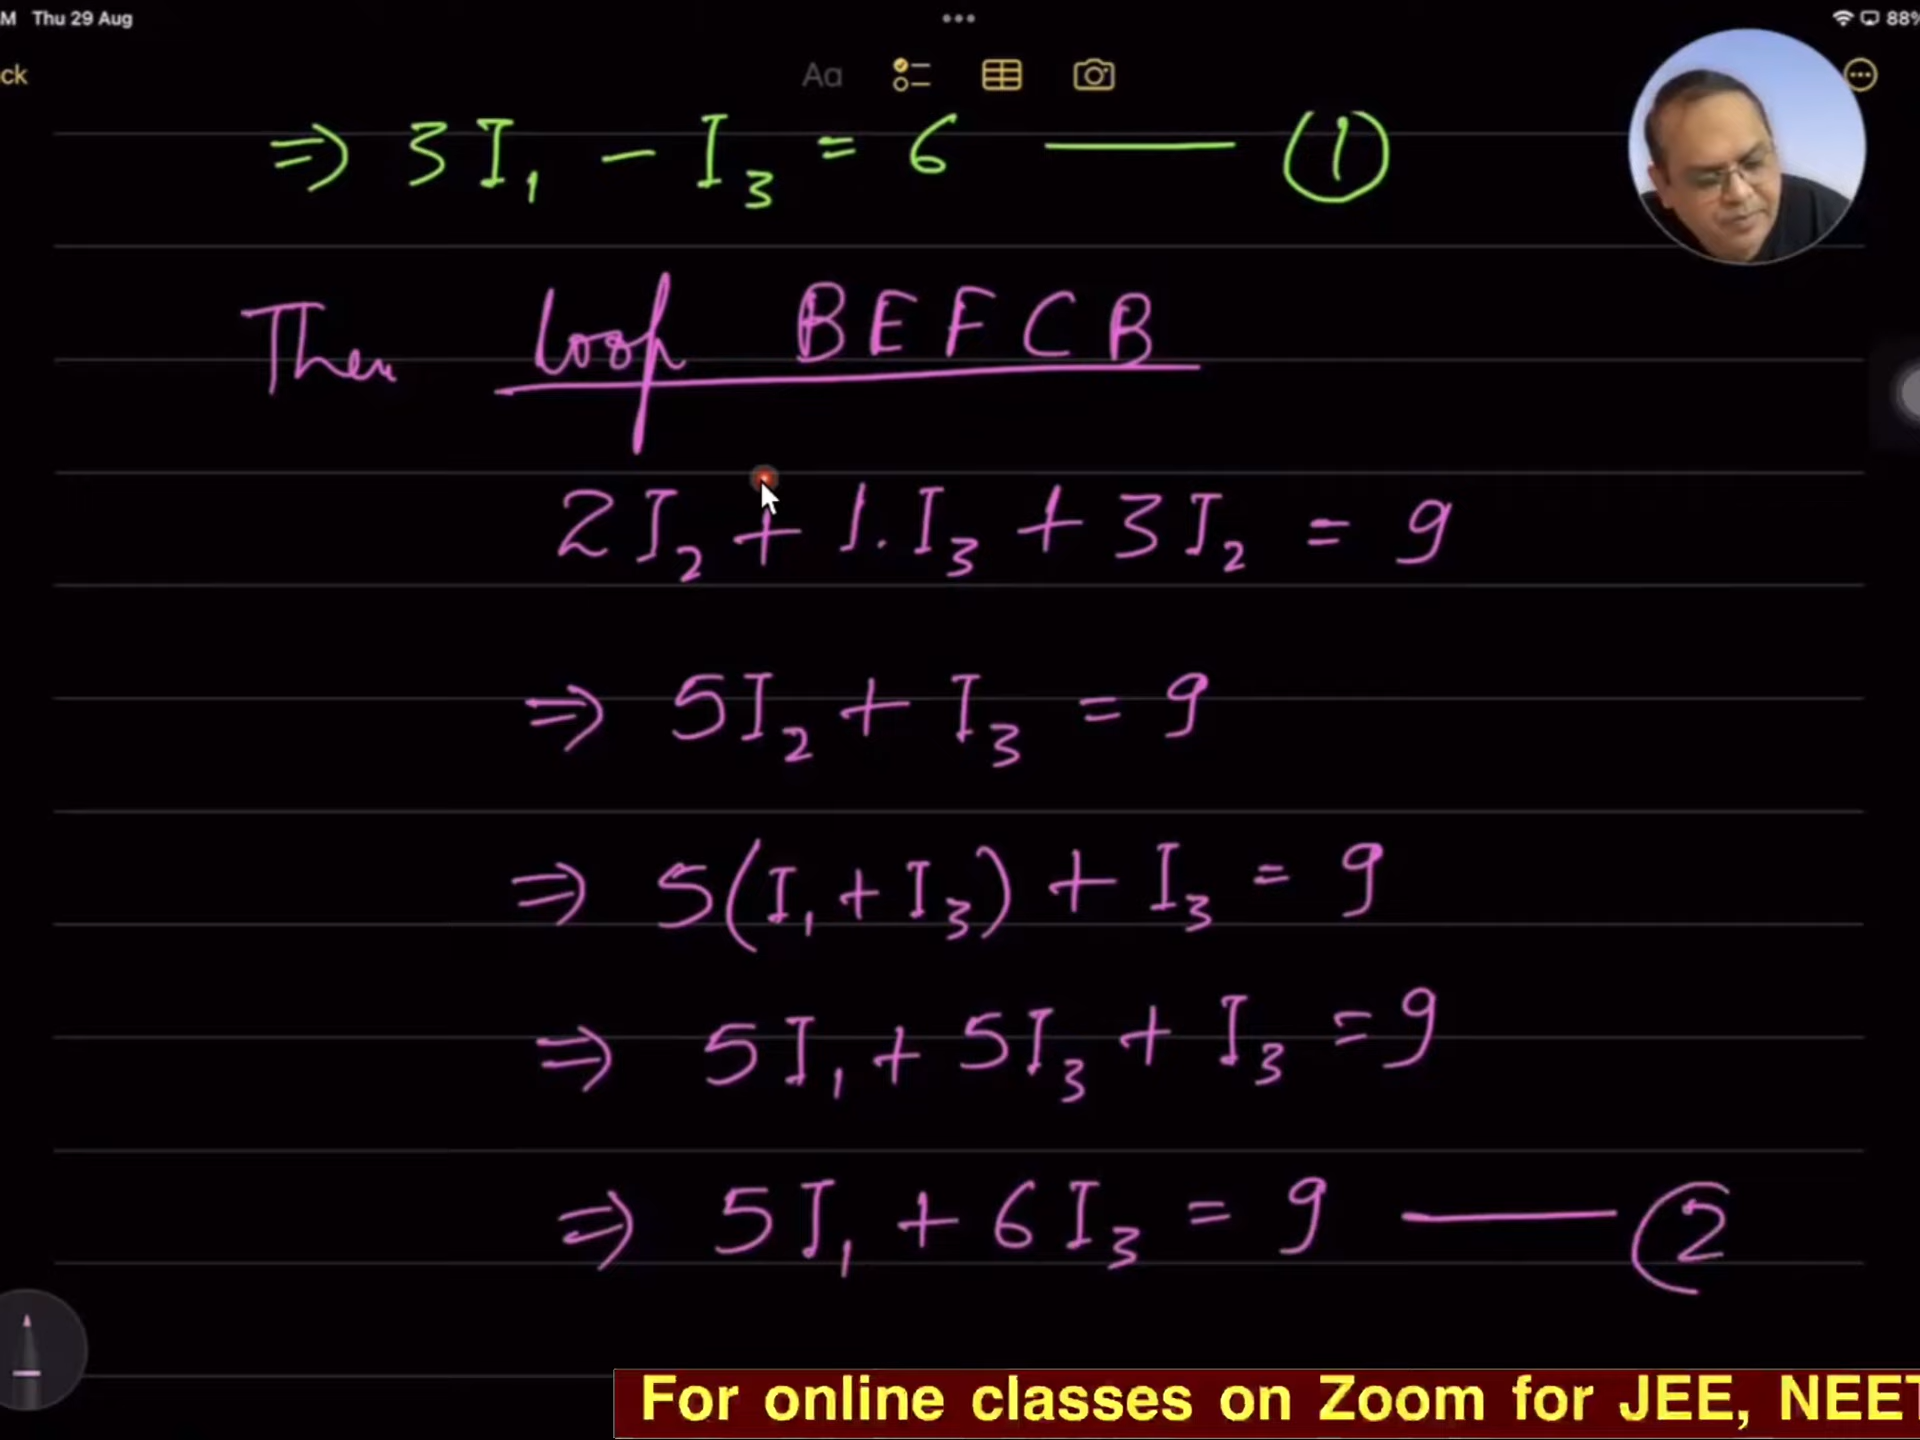 M Thu 29 Aug
88%
ck
Aa
⇒ 3I₁ − I₃ = 6 —— ①
Then loop BEFCB
2I₂ + 1.I₃ + 3I₂ = 9
⇒ 5I₂ + I₃ = 9
⇒ 5(I₁ + I₃) + I₃ = 9
⇒ 5I₁ + 5I₃ + I₃ = 9
⇒ 5I₁ + 6I₃ = 9 —— ②
For online classes on Zoom for JEE, NEET